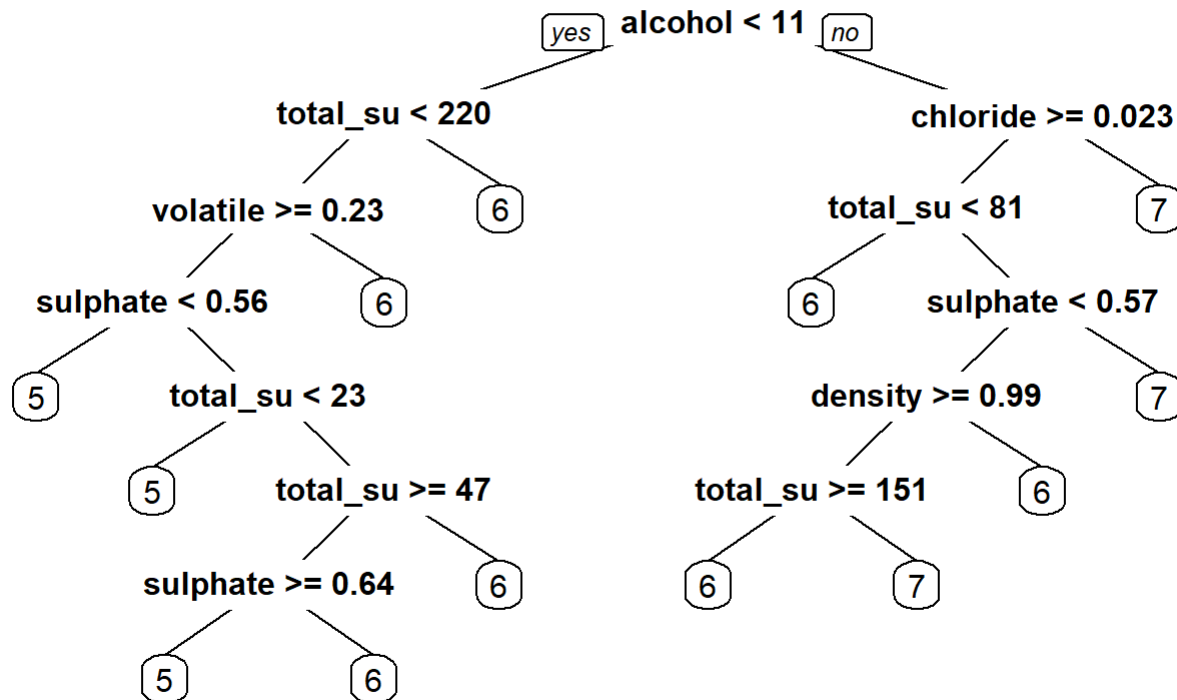 yes alcohol < 11 no
total_su < 220 chloride >= 0.023
volatile >= 0.23 6 total_su < 81 7
sulphate < 0.56 6 6 sulphate < 0.57
5 total_su < 23 density >= 0.99 7
5 total_su >= 47 total_su >= 151 6
sulphate >= 0.64 6 6 7
5 6